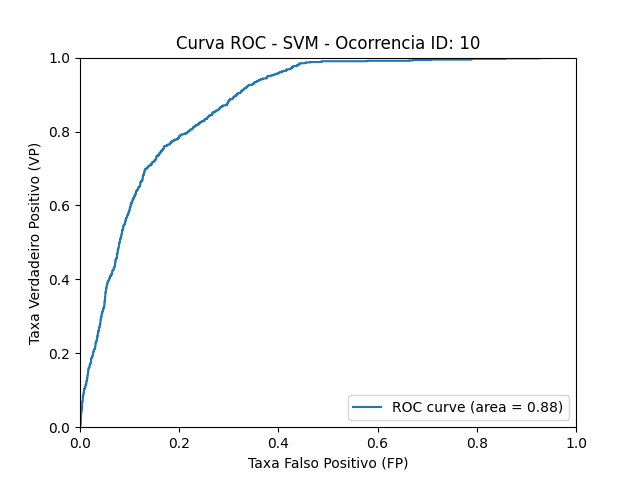 Curva ROC - SVM - Ocorrencia ID: 10
Taxa Verdadeiro Positivo (VP)
1.0
0.8
0.6
0.4
0.2
0.0
ROC curve (area = 0.88)
0.0 0.2 0.4 0.6 0.8 1.0
Taxa Falso Positivo (FP)